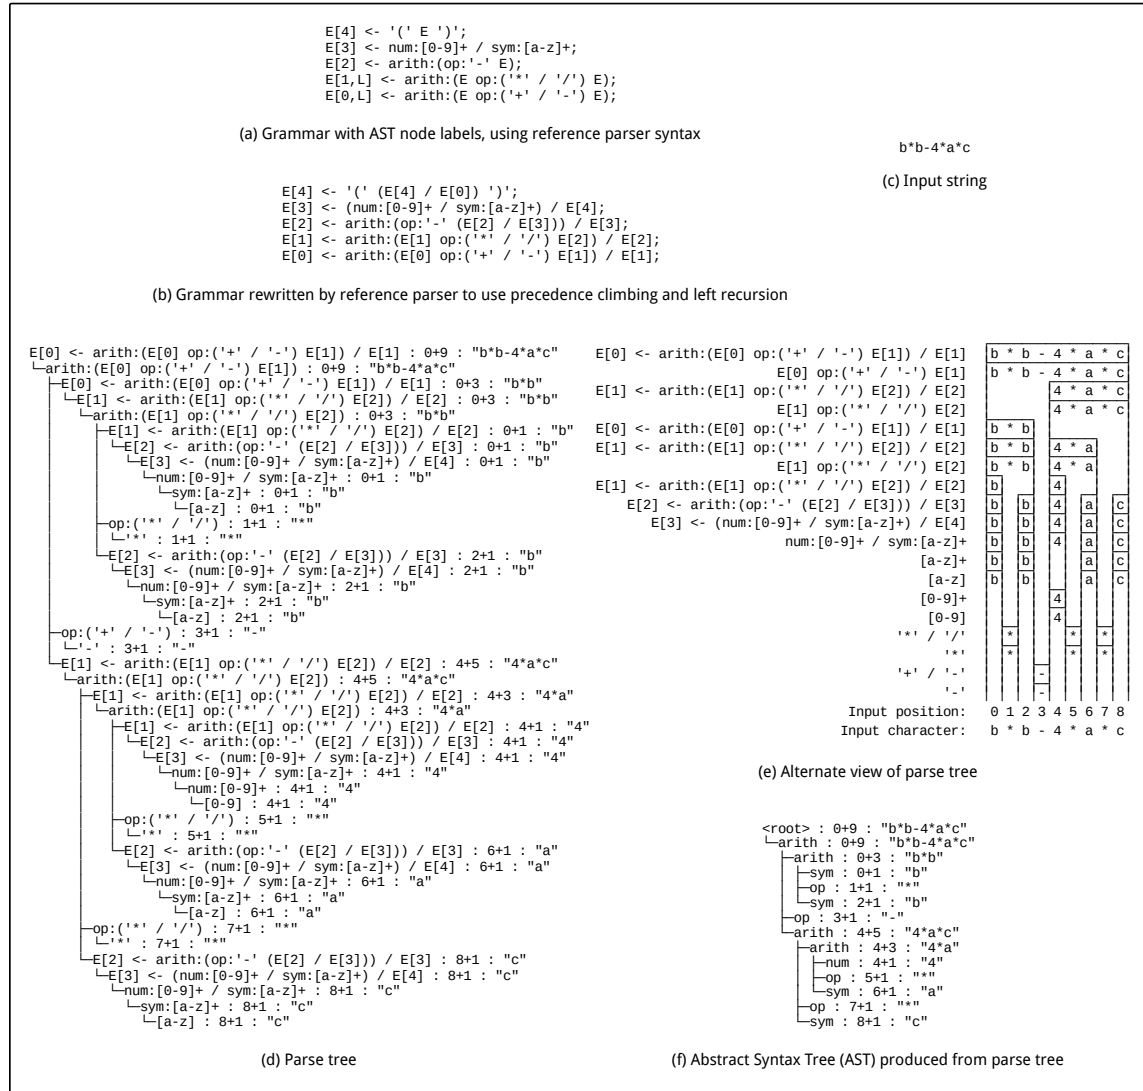 E[4] <- '(' E ')';
E[3] <- num:[0-9]+ / sym:[a-z]+;
E[2] <- arith:(op:'-' E);
E[1,L] <- arith:(E op:('*' / '/') E);
E[0,L] <- arith:(E op:('+' / '-') E);
(a) Grammar with AST node labels, using reference parser syntax
b*b-4*a*c
(c) Input string
E[4] <- '(' (E[4] / E[0]) ')';
E[3] <- (num:[0-9]+ / sym:[a-z]+) / E[4];
E[2] <- arith:(op:'-' (E[2] / E[3])) / E[3];
E[1] <- arith:(E[1] op:('*' / '/') E[2]) / E[2];
E[0] <- arith:(E[0] op:('+' / '-') E[1]) / E[1];
(b) Grammar rewritten by reference parser to use precedence climbing and left recursion
E[0] <- arith:(E[0] op:('+' / '-') E[1]) / E[1] : 0+9 : "b*b-4*a*c"
arith:(E[0] op:('+' / '-') E[1]) : 0+9 : "b*b-4*a*c"
E[0] <- arith:(E[0] op:('+' / '-') E[1]) / E[1] : 0+3 : "b*b"
E[1] <- arith:(E[1] op:('*' / '/') E[2]) / E[2] : 0+3 : "b*b"
arith:(E[1] op:('*' / '/') E[2]) : 0+3 : "b*b"
E[1] <- arith:(E[1] op:('*' / '/') E[2]) / E[2] : 0+1 : "b"
E[2] <- arith:(op:'-' (E[2] / E[3])) / E[3] : 0+1 : "b"
E[3] <- (num:[0-9]+ / sym:[a-z]+) / E[4] : 0+1 : "b"
num:[0-9]+ / sym:[a-z]+ : 0+1 : "b"
sym:[a-z]+ : 0+1 : "b"
[a-z] : 0+1 : "b"
op:('*' / '/') : 1+1 : "*"
'*' : 1+1 : "*"
E[2] <- arith:(op:'-' (E[2] / E[3])) / E[3] : 2+1 : "b"
E[3] <- (num:[0-9]+ / sym:[a-z]+) / E[4] : 2+1 : "b"
num:[0-9]+ / sym:[a-z]+ : 2+1 : "b"
sym:[a-z]+ : 2+1 : "b"
[a-z] : 2+1 : "b"
op:('+' / '-') : 3+1 : "-"
'-' : 3+1 : "-"
E[1] <- arith:(E[1] op:('*' / '/') E[2]) / E[2] : 4+5 : "4*a*c"
arith:(E[1] op:('*' / '/') E[2]) : 4+5 : "4*a*c"
E[1] <- arith:(E[1] op:('*' / '/') E[2]) / E[2] : 4+3 : "4*a"
arith:(E[1] op:('*' / '/') E[2]) : 4+3 : "4*a"
E[1] <- arith:(E[1] op:('*' / '/') E[2]) / E[2] : 4+1 : "4"
E[2] <- arith:(op:'-' (E[2] / E[3])) / E[3] : 4+1 : "4"
E[3] <- (num:[0-9]+ / sym:[a-z]+) / E[4] : 4+1 : "4"
num:[0-9]+ / sym:[a-z]+ : 4+1 : "4"
num:[0-9]+ : 4+1 : "4"
[0-9] : 4+1 : "4"
op:('*' / '/') : 5+1 : "*"
'*' : 5+1 : "*"
E[2] <- arith:(op:'-' (E[2] / E[3])) / E[3] : 6+1 : "a"
E[3] <- (num:[0-9]+ / sym:[a-z]+) / E[4] : 6+1 : "a"
num:[0-9]+ / sym:[a-z]+ : 6+1 : "a"
sym:[a-z]+ : 6+1 : "a"
[a-z] : 6+1 : "a"
op:('*' / '/') : 7+1 : "*"
'*' : 7+1 : "*"
E[2] <- arith:(op:'-' (E[2] / E[3])) / E[3] : 8+1 : "c"
E[3] <- (num:[0-9]+ / sym:[a-z]+) / E[4] : 8+1 : "c"
num:[0-9]+ / sym:[a-z]+ : 8+1 : "c"
sym:[a-z]+ : 8+1 : "c"
[a-z] : 8+1 : "c"
(d) Parse tree
E[0] <- arith:(E[0] op:('+' / '-') E[1]) / E[1] b * b - 4 * a * c
E[0] op:('+' / '-') E[1] b * b - 4 * a * c
E[1] <- arith:(E[1] op:('*' / '/') E[2]) / E[2] 4 * a * c
E[1] op:('*' / '/') E[2] 4 * a * c
E[0] <- arith:(E[0] op:('+' / '-') E[1]) / E[1] b * b
E[1] <- arith:(E[1] op:('*' / '/') E[2]) / E[2] b * b 4 * a
E[1] op:('*' / '/') E[2] b * b 4 * a
E[1] <- arith:(E[1] op:('*' / '/') E[2]) / E[2] b 4
E[2] <- arith:(op:'-' (E[2] / E[3])) / E[3] b b 4 a c
E[3] <- (num:[0-9]+ / sym:[a-z]+) / E[4] b b 4 a c
num:[0-9]+ / sym:[a-z]+ b b 4 a c
[a-z]+ b b a c
[a-z] b b a c
[0-9]+ 4
[0-9] 4
'*' / '/' * * *
'*' * * *
'+' / '-' -
'-' -
Input position: 0 1 2 3 4 5 6 7 8
Input character: b * b - 4 * a * c
(e) Alternate view of parse tree
<root> : 0+9 : "b*b-4*a*c"
arith : 0+9 : "b*b-4*a*c"
arith : 0+3 : "b*b"
sym : 0+1 : "b"
op : 1+1 : "*"
sym : 2+1 : "b"
op : 3+1 : "-"
arith : 4+5 : "4*a*c"
arith : 4+3 : "4*a"
num : 4+1 : "4"
op : 5+1 : "*"
sym : 6+1 : "a"
op : 7+1 : "*"
sym : 8+1 : "c"
(f) Abstract Syntax Tree (AST) produced from parse tree